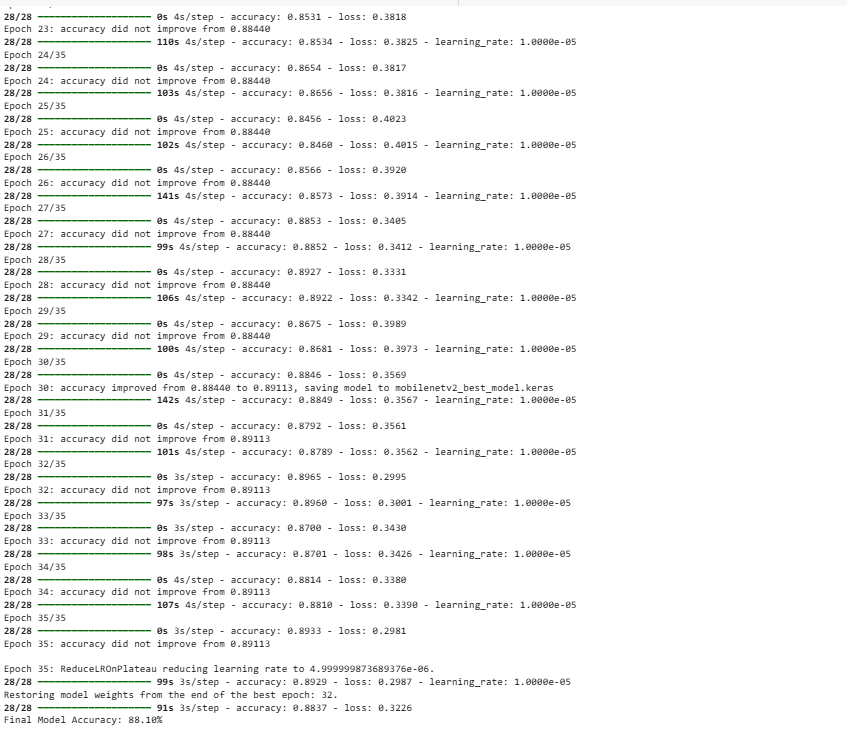 28/28 ━━━━━━━━━━━━━━━━━━━━ 0s 4s/step - accuracy: 0.8531 - loss: 0.3818
Epoch 23: accuracy did not improve from 0.88440
28/28 ━━━━━━━━━━━━━━━━━━━━ 110s 4s/step - accuracy: 0.8534 - loss: 0.3825 - learning_rate: 1.0000e-05
Epoch 24/35
28/28 ━━━━━━━━━━━━━━━━━━━━ 0s 4s/step - accuracy: 0.8654 - loss: 0.3817
Epoch 24: accuracy did not improve from 0.88440
28/28 ━━━━━━━━━━━━━━━━━━━━ 103s 4s/step - accuracy: 0.8656 - loss: 0.3816 - learning_rate: 1.0000e-05
Epoch 25/35
28/28 ━━━━━━━━━━━━━━━━━━━━ 0s 4s/step - accuracy: 0.8456 - loss: 0.4023
Epoch 25: accuracy did not improve from 0.88440
28/28 ━━━━━━━━━━━━━━━━━━━━ 102s 4s/step - accuracy: 0.8460 - loss: 0.4015 - learning_rate: 1.0000e-05
Epoch 26/35
28/28 ━━━━━━━━━━━━━━━━━━━━ 0s 4s/step - accuracy: 0.8566 - loss: 0.3920
Epoch 26: accuracy did not improve from 0.88440
28/28 ━━━━━━━━━━━━━━━━━━━━ 141s 4s/step - accuracy: 0.8573 - loss: 0.3914 - learning_rate: 1.0000e-05
Epoch 27/35
28/28 ━━━━━━━━━━━━━━━━━━━━ 0s 4s/step - accuracy: 0.8853 - loss: 0.3405
Epoch 27: accuracy did not improve from 0.88440
28/28 ━━━━━━━━━━━━━━━━━━━━ 99s 4s/step - accuracy: 0.8852 - loss: 0.3412 - learning_rate: 1.0000e-05
Epoch 28/35
28/28 ━━━━━━━━━━━━━━━━━━━━ 0s 4s/step - accuracy: 0.8927 - loss: 0.3331
Epoch 28: accuracy did not improve from 0.88440
28/28 ━━━━━━━━━━━━━━━━━━━━ 106s 4s/step - accuracy: 0.8922 - loss: 0.3342 - learning_rate: 1.0000e-05
Epoch 29/35
28/28 ━━━━━━━━━━━━━━━━━━━━ 0s 4s/step - accuracy: 0.8675 - loss: 0.3989
Epoch 29: accuracy did not improve from 0.88440
28/28 ━━━━━━━━━━━━━━━━━━━━ 100s 4s/step - accuracy: 0.8681 - loss: 0.3973 - learning_rate: 1.0000e-05
Epoch 30/35
28/28 ━━━━━━━━━━━━━━━━━━━━ 0s 4s/step - accuracy: 0.8846 - loss: 0.3569
Epoch 30: accuracy improved from 0.88440 to 0.89113, saving model to mobilenetv2_best_model.keras
28/28 ━━━━━━━━━━━━━━━━━━━━ 142s 4s/step - accuracy: 0.8849 - loss: 0.3567 - learning_rate: 1.0000e-05
Epoch 31/35
28/28 ━━━━━━━━━━━━━━━━━━━━ 0s 4s/step - accuracy: 0.8792 - loss: 0.3561
Epoch 31: accuracy did not improve from 0.89113
28/28 ━━━━━━━━━━━━━━━━━━━━ 101s 4s/step - accuracy: 0.8789 - loss: 0.3562 - learning_rate: 1.0000e-05
Epoch 32/35
28/28 ━━━━━━━━━━━━━━━━━━━━ 0s 3s/step - accuracy: 0.8965 - loss: 0.2995
Epoch 32: accuracy did not improve from 0.89113
28/28 ━━━━━━━━━━━━━━━━━━━━ 97s 3s/step - accuracy: 0.8960 - loss: 0.3001 - learning_rate: 1.0000e-05
Epoch 33/35
28/28 ━━━━━━━━━━━━━━━━━━━━ 0s 3s/step - accuracy: 0.8700 - loss: 0.3430
Epoch 33: accuracy did not improve from 0.89113
28/28 ━━━━━━━━━━━━━━━━━━━━ 98s 3s/step - accuracy: 0.8701 - loss: 0.3426 - learning_rate: 1.0000e-05
Epoch 34/35
28/28 ━━━━━━━━━━━━━━━━━━━━ 0s 4s/step - accuracy: 0.8814 - loss: 0.3380
Epoch 34: accuracy did not improve from 0.89113
28/28 ━━━━━━━━━━━━━━━━━━━━ 107s 4s/step - accuracy: 0.8810 - loss: 0.3390 - learning_rate: 1.0000e-05
Epoch 35/35
28/28 ━━━━━━━━━━━━━━━━━━━━ 0s 3s/step - accuracy: 0.8933 - loss: 0.2981
Epoch 35: accuracy did not improve from 0.89113
Epoch 35: ReduceLROnPlateau reducing learning rate to 4.999999873689376e-06.
28/28 ━━━━━━━━━━━━━━━━━━━━ 99s 3s/step - accuracy: 0.8929 - loss: 0.2987 - learning_rate: 1.0000e-05
Restoring model weights from the end of the best epoch: 32.
28/28 ━━━━━━━━━━━━━━━━━━━━ 91s 3s/step - accuracy: 0.8837 - loss: 0.3226
Final Model Accuracy: 88.10%